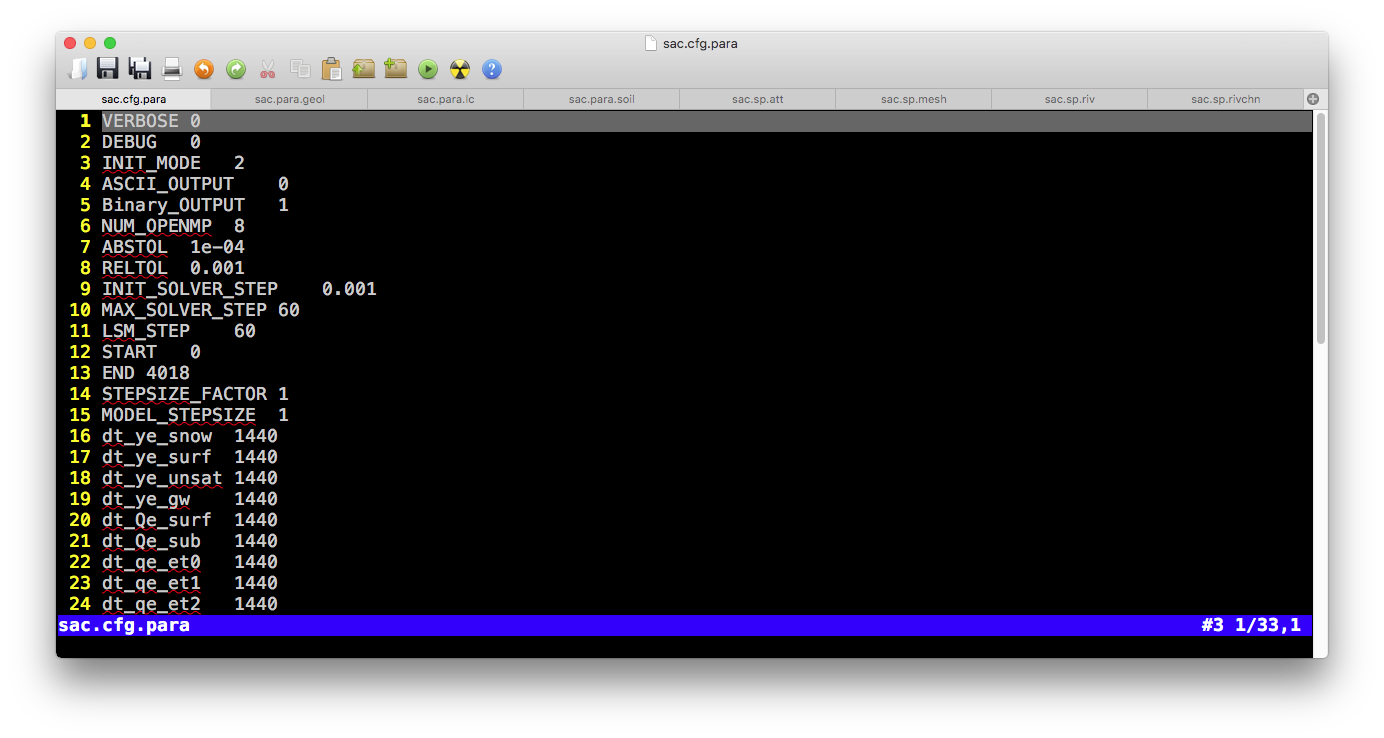 sac.cfg.para
sac.cfg.para sac.para.geol sac.para.ic sac.para.soil sac.sp.att sac.sp.mesh sac.sp.riv sac.sp.rivchn
1 VERBOSE 0
2 DEBUG 0
3 INIT_MODE 2
4 ASCII_OUTPUT 0
5 Binary_OUTPUT 1
6 NUM_OPENMP 8
7 ABSTOL 1e-04
8 RELTOL 0.001
9 INIT_SOLVER_STEP 0.001
10 MAX_SOLVER_STEP 60
11 LSM_STEP 60
12 START 0
13 END 4018
14 STEPSIZE_FACTOR 1
15 MODEL_STEPSIZE 1
16 dt_ye_snow 1440
17 dt_ye_surf 1440
18 dt_ye_unsat 1440
19 dt_ye_gw 1440
20 dt_Qe_surf 1440
21 dt_Qe_sub 1440
22 dt_qe_et0 1440
23 dt_qe_et1 1440
24 dt_qe_et2 1440
sac.cfg.para #3 1/33,1